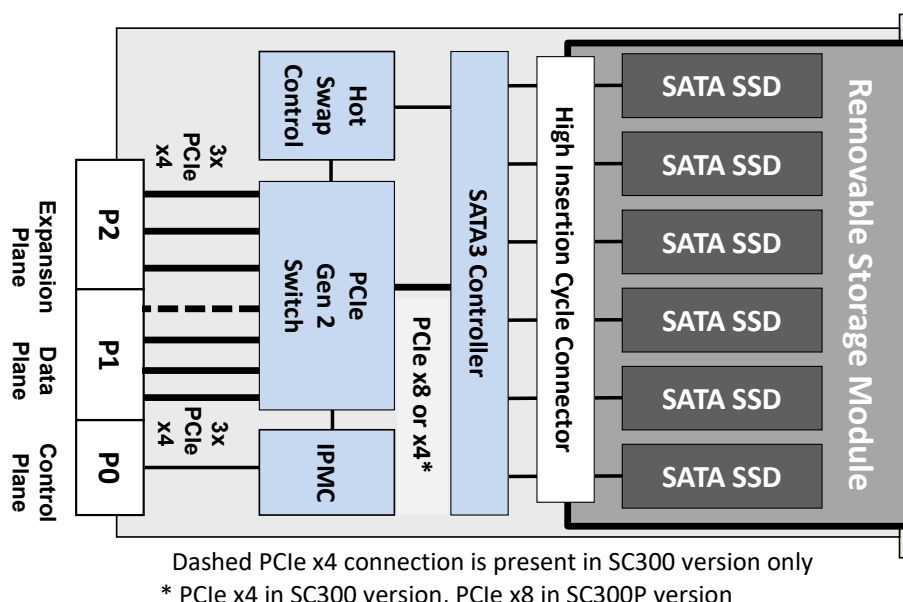 Hot
Swap
Control
3x
PCIe
x4
P2
Expansion
Plane
PCIe
Gen 2
Switch
P1
Data
Plane
3x
PCIe
x4
P0
Control
Plane
IPMC
PCIe x8 or x4*
SATA3 Controller
High Insertion Cycle Connector
SATA SSD
SATA SSD
SATA SSD
SATA SSD
SATA SSD
SATA SSD
Removable Storage Module
Dashed PCIe x4 connection is present in SC300 version only
* PCIe x4 in SC300 version, PCIe x8 in SC300P version